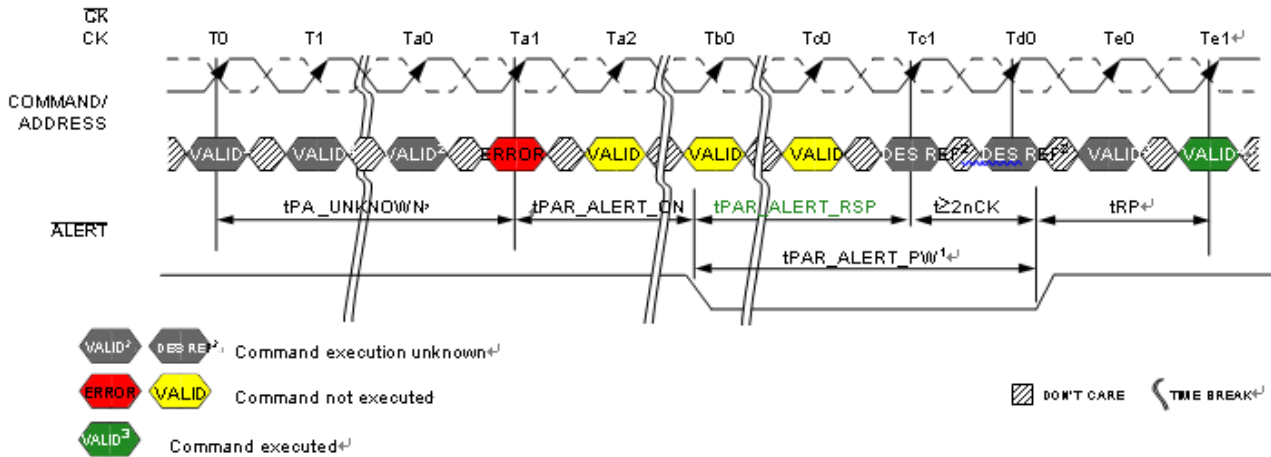 CK
CK T0 T1 Ta0 Ta1 Ta2 Tb0 Tc0 Tc1 Td0 Te0 Te1↵
COMMAND/
ADDRESS
VALID VALID VALID² ERROR VALID VALID VALID DES REF² DES REF² VALID VALID
tPA_UNKNOWN tPAR_ALERT_ON tPAR_ALERT_RSP t≥2nCK tRP↵
ALERT
tPAR_ALERT_PW¹↵
VALID² DES REF² Command execution unknown↵
ERROR VALID Command not executed
DON'T CARE TIME BREAK↵
VALID³ Command executed↵